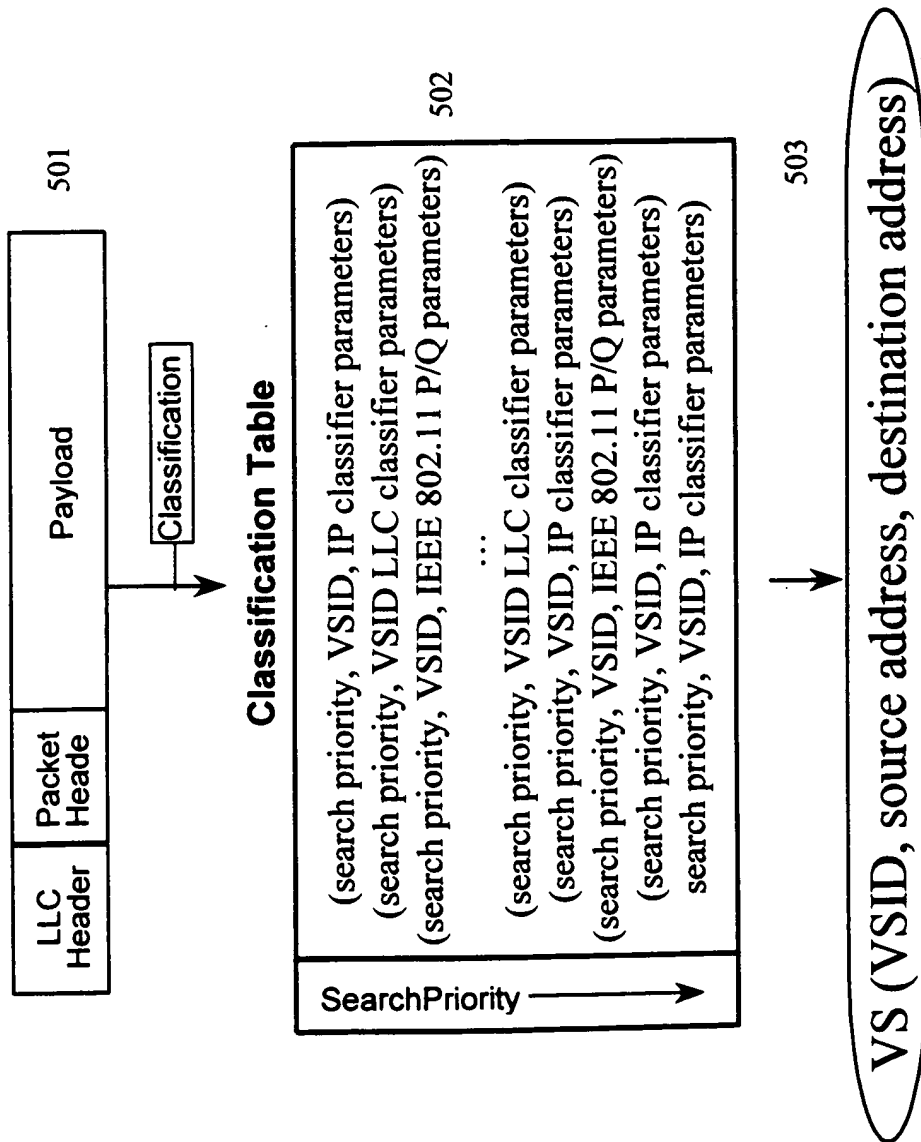 LLC
Header
Packet
Heade
Payload
501
Classification
Classification Table
502
SearchPriority
(search priority, VSID, IP classifier parameters)
(search priority, VSID LLC classifier parameters)
(search priority, VSID, IEEE 802.11 P/Q parameters)
...
(search priority, VSID LLC classifier parameters)
(search priority, VSID, IP classifier parameters)
(search priority, VSID, IEEE 802.11 P/Q parameters)
(search priority, VSID, IP classifier parameters)
search priority, VSID, IP classifier parameters)
503
VS (VSID, source address, destination address)